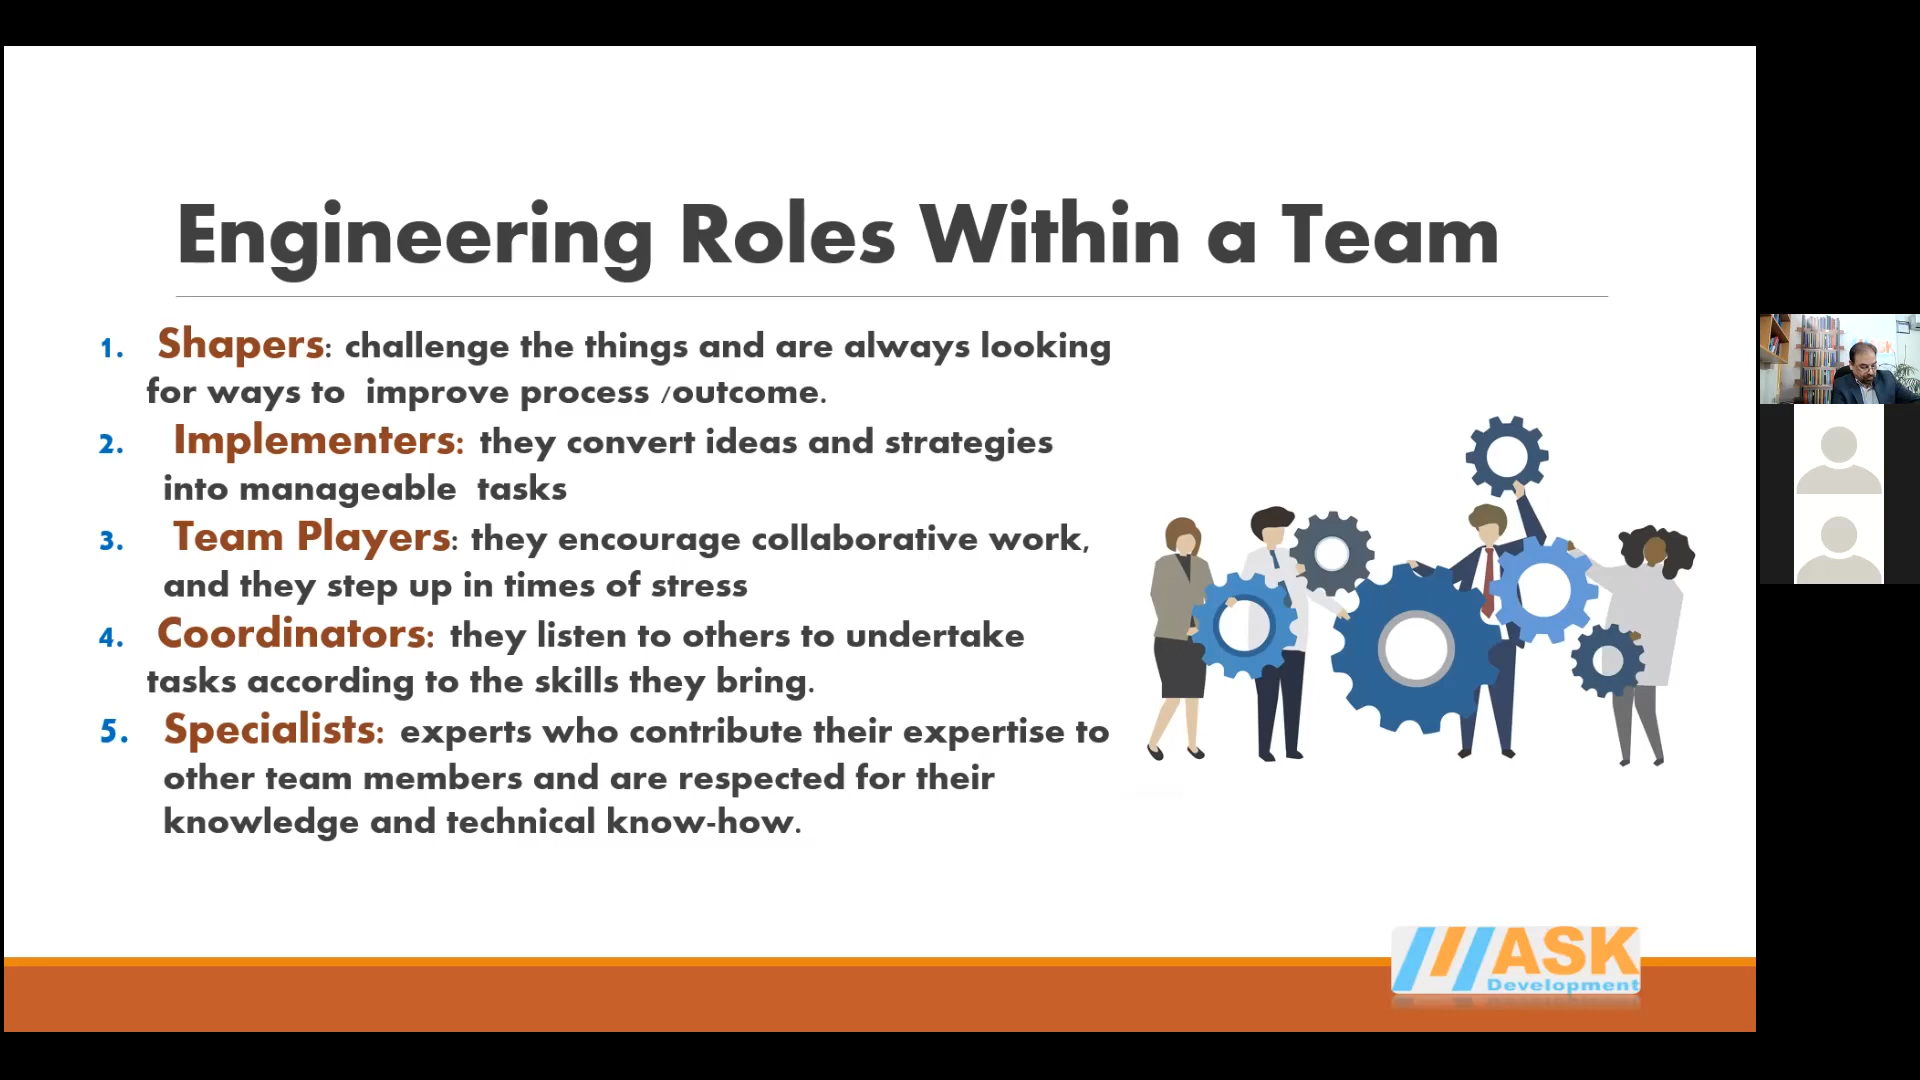 Engineering Roles Within a Team
1. Shapers: challenge the things and are always looking
for ways to improve process /outcome.
2. Implementers: they convert ideas and strategies
into manageable tasks
3. Team Players: they encourage collaborative work,
and they step up in times of stress
4. Coordinators: they listen to others to undertake
tasks according to the skills they bring.
5. Specialists: experts who contribute their expertise to
other team members and are respected for their
knowledge and technical know-how.
ASK
Development